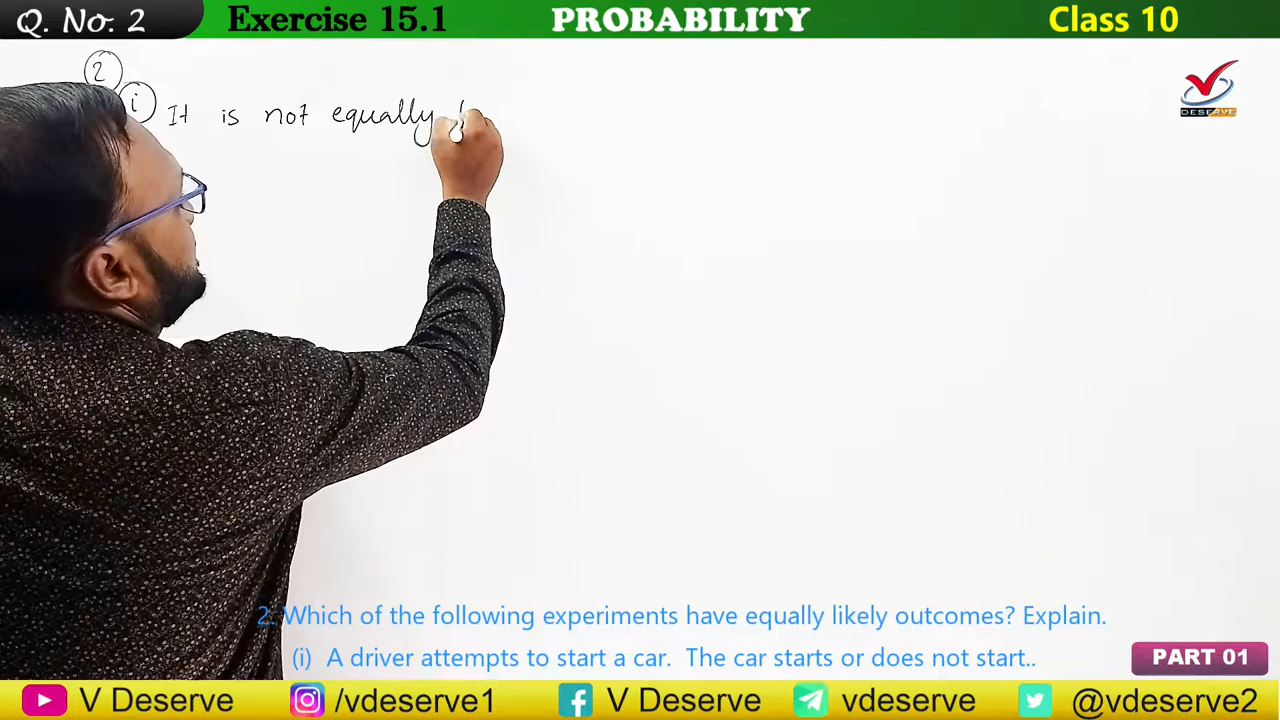 Q. No. 2
Exercise 15.1
PROBABILITY
Class 10
2
i It is not equally
DESERVE
2. Which of the following experiments have equally likely outcomes? Explain.
(i) A driver attempts to start a car. The car starts or does not start..
PART 01
V Deserve
/vdeserve1
V Deserve
vdeserve
@vdeserve2